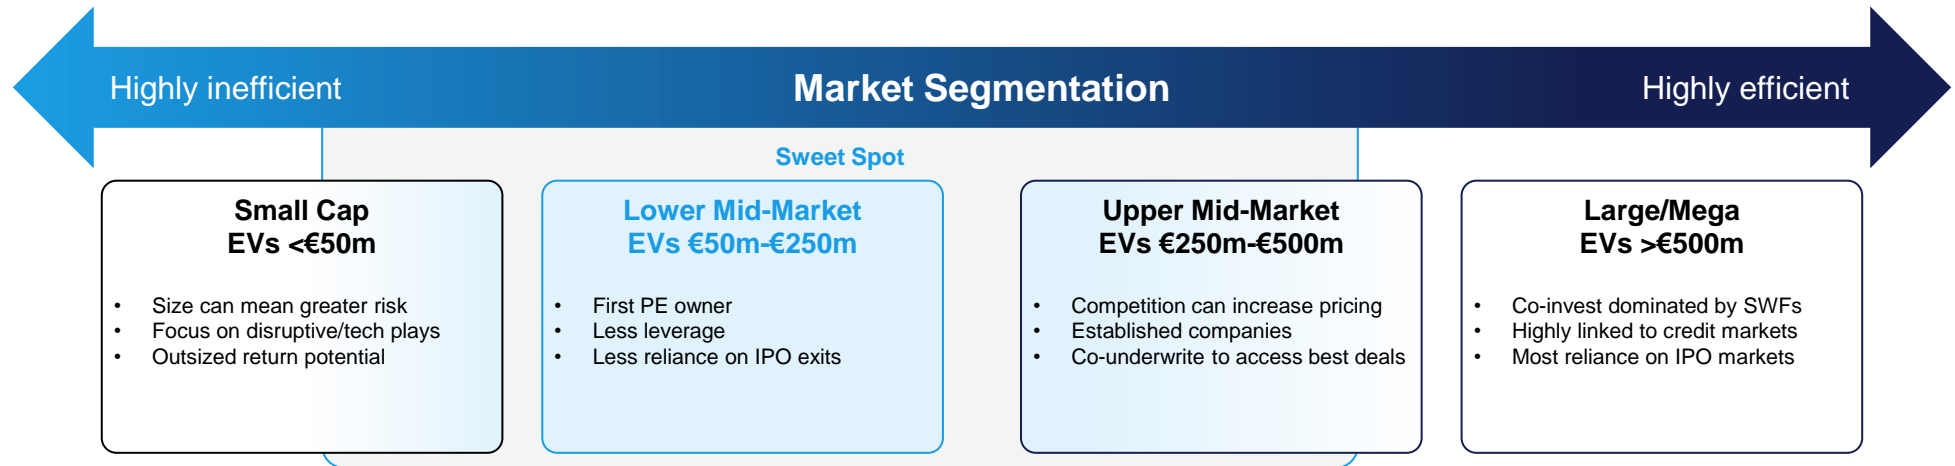 Highly inefficient
Market Segmentation
Highly efficient
Sweet Spot
Small Cap
EVs <€50m
• Size can mean greater risk
• Focus on disruptive/tech plays
• Outsized return potential
Lower Mid-Market
EVs €50m-€250m
• First PE owner
• Less leverage
• Less reliance on IPO exits
Upper Mid-Market
EVs €250m-€500m
• Competition can increase pricing
• Established companies
• Co-underwrite to access best deals
Large/Mega
EVs >€500m
• Co-invest dominated by SWFs
• Highly linked to credit markets
• Most reliance on IPO markets